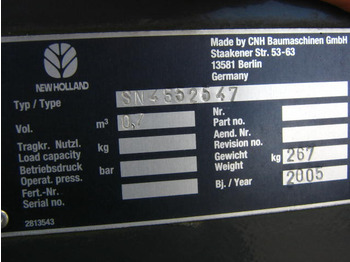 Made by CNH Baumaschinen GmbH
Staakener Str. 53-63
13581 Berlin
Germany
NEW HOLLAND
Typ / Type SN4552547
Vol. m³ 0,7
Nr.
Part no.
Tragkr. Nutzl. kg
Load capacity
Aend. Nr.
Revision no.
Betriebsdruck bar
Operat. press.
Gewicht kg 267
Weight
Fert.-Nr.
Serial no.
Bj. / Year 2005
2813543